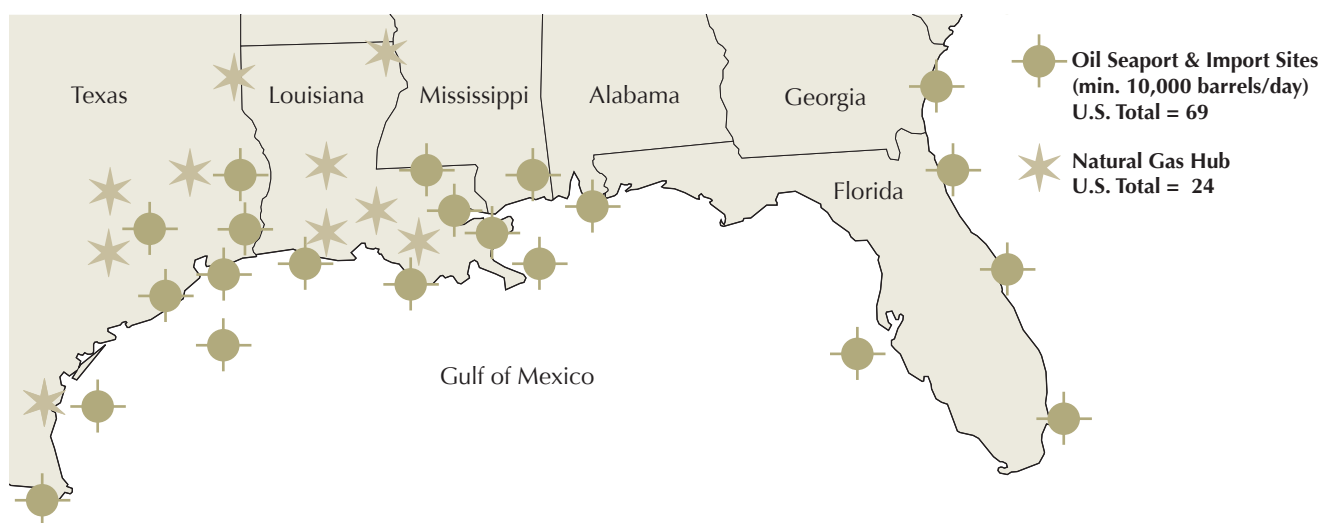 Texas
Louisiana
Mississippi
Alabama
Georgia
Florida
Gulf of Mexico
Oil Seaport & Import Sites
(min. 10,000 barrels/day)
U.S. Total = 69
Natural Gas Hub
U.S. Total = 24